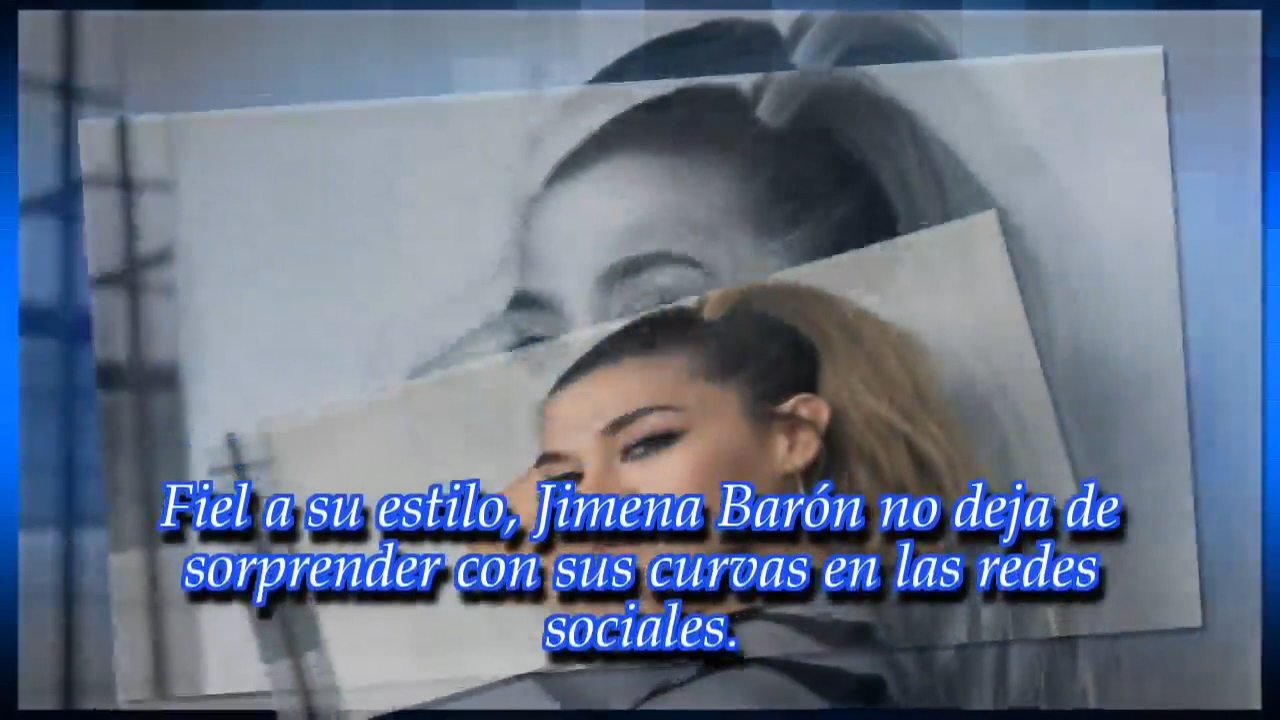 Fiel a su estilo, Jimena Barón no deja de
sorprender con sus curvas en las redes
sociales.